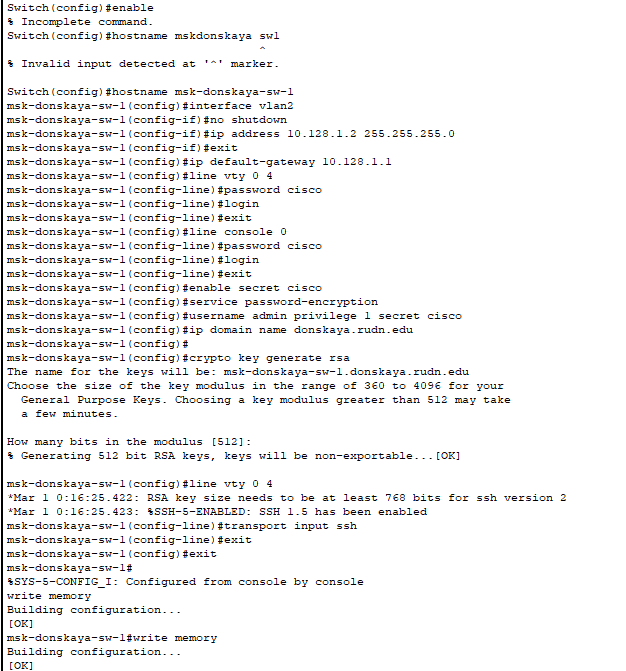 Switch(config)#enable
% Incomplete command.
Switch(config)#hostname mskdonskaya sw1
^
% Invalid input detected at '^' marker.
Switch(config)#hostname msk-donskaya-sw-1
msk-donskaya-sw-1(config)#interface vlan2
msk-donskaya-sw-1(config-if)#no shutdown
msk-donskaya-sw-1(config-if)#ip address 10.128.1.2 255.255.255.0
msk-donskaya-sw-1(config-if)#exit
msk-donskaya-sw-1(config)#ip default-gateway 10.128.1.1
msk-donskaya-sw-1(config)#line vty 0 4
msk-donskaya-sw-1(config-line)#password cisco
msk-donskaya-sw-1(config-line)#login
msk-donskaya-sw-1(config-line)#exit
msk-donskaya-sw-1(config)#line console 0
msk-donskaya-sw-1(config-line)#password cisco
msk-donskaya-sw-1(config-line)#login
msk-donskaya-sw-1(config-line)#exit
msk-donskaya-sw-1(config)#enable secret cisco
msk-donskaya-sw-1(config)#service password-encryption
msk-donskaya-sw-1(config)#username admin privilege 1 secret cisco
msk-donskaya-sw-1(config)#ip domain name donskaya.rudn.edu
msk-donskaya-sw-1(config)#
msk-donskaya-sw-1(config)#crypto key generate rsa
The name for the keys will be: msk-donskaya-sw-1.donskaya.rudn.edu
Choose the size of the key modulus in the range of 360 to 4096 for your
General Purpose Keys. Choosing a key modulus greater than 512 may take
a few minutes.
How many bits in the modulus [512]:
% Generating 512 bit RSA keys, keys will be non-exportable...[OK]
msk-donskaya-sw-1(config)#line vty 0 4
*Mar 1 0:16:25.422: RSA key size needs to be at least 768 bits for ssh version 2
*Mar 1 0:16:25.423: %SSH-5-ENABLED: SSH 1.5 has been enabled
msk-donskaya-sw-1(config-line)#transport input ssh
msk-donskaya-sw-1(config-line)#exit
msk-donskaya-sw-1(config)#exit
msk-donskaya-sw-1#
%SYS-5-CONFIG_I: Configured from console by console
write memory
Building configuration...
[OK]
msk-donskaya-sw-1#write memory
Building configuration...
[OK]